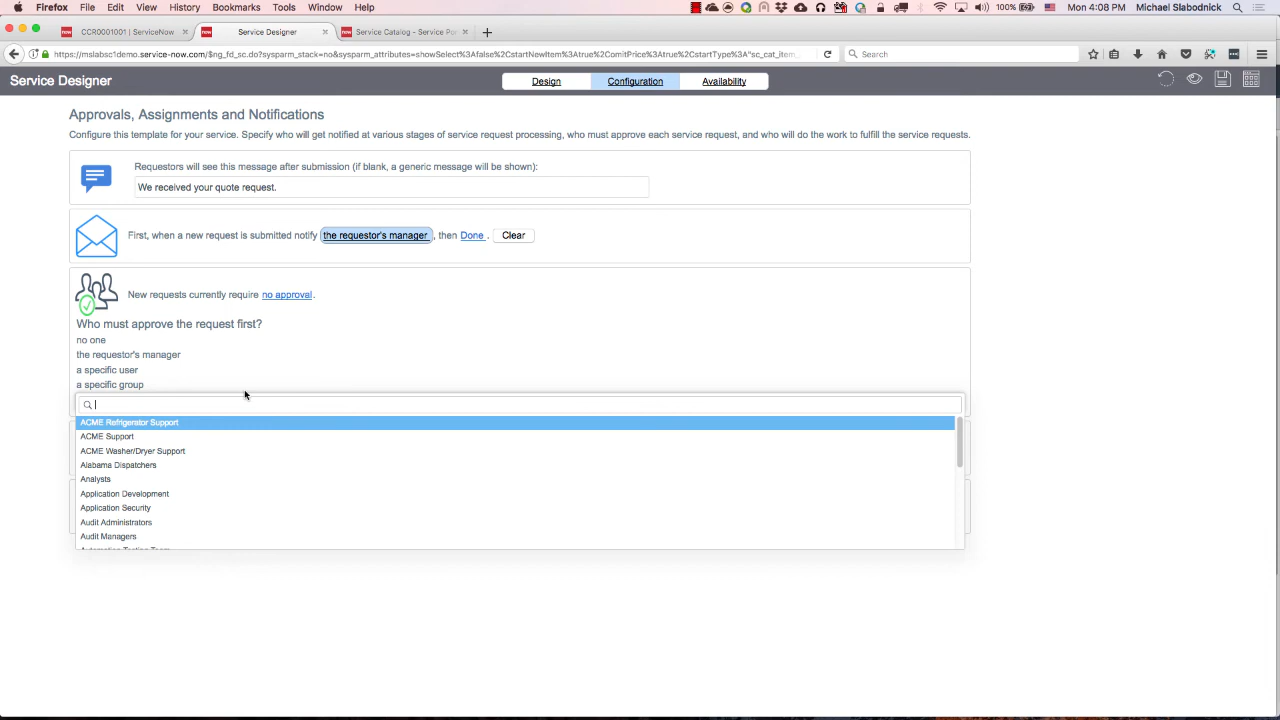 Firefox File Edit View History Bookmarks Tools Window Help 100% Mon 4:08 PM Michael Slabodnick
CCR0001001 | ServiceNow Service Designer Service Catalog - Service Por
https://mslabsc1demo.service-now.com/$ng_fd_sc.do?sysparm_stack=no&sysparm_attributes=showSelect%3Afalse%2CstartNewItem%3Atrue%2ComitPrice%3Atrue%2CstartType%3A"sc_cat_item Search
Service Designer Design Configuration Availability
Approvals, Assignments and Notifications
Configure this template for your service. Specify who will get notified at various stages of service request processing, who must approve each service request, and who will do the work to fulfill the service requests.
Requestors will see this message after submission (if blank, a generic message will be shown):
We received your quote request.
First, when a new request is submitted notify the requestor's manager , then Done . Clear
New requests currently require no approval.
Who must approve the request first?
no one
the requestor's manager
a specific user
a specific group
ACME Refrigerator Support
ACME Support
ACME Washer/Dryer Support
Alabama Dispatchers
Analysts
Application Development
Application Security
Audit Administrators
Audit Managers